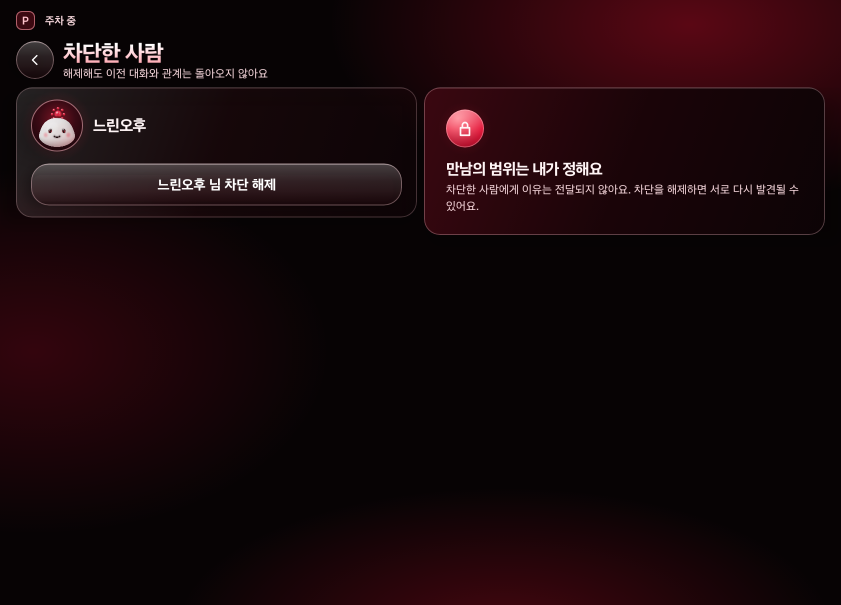 P 주차 중
차단한 사람
해제해도 이전 대화와 관계는 돌아오지 않아요
느린오후
느린오후 님 차단 해제
만남의 범위는 내가 정해요
차단한 사람에게 이유는 전달되지 않아요. 차단을 해제하면 서로 다시 발견될 수
있어요.